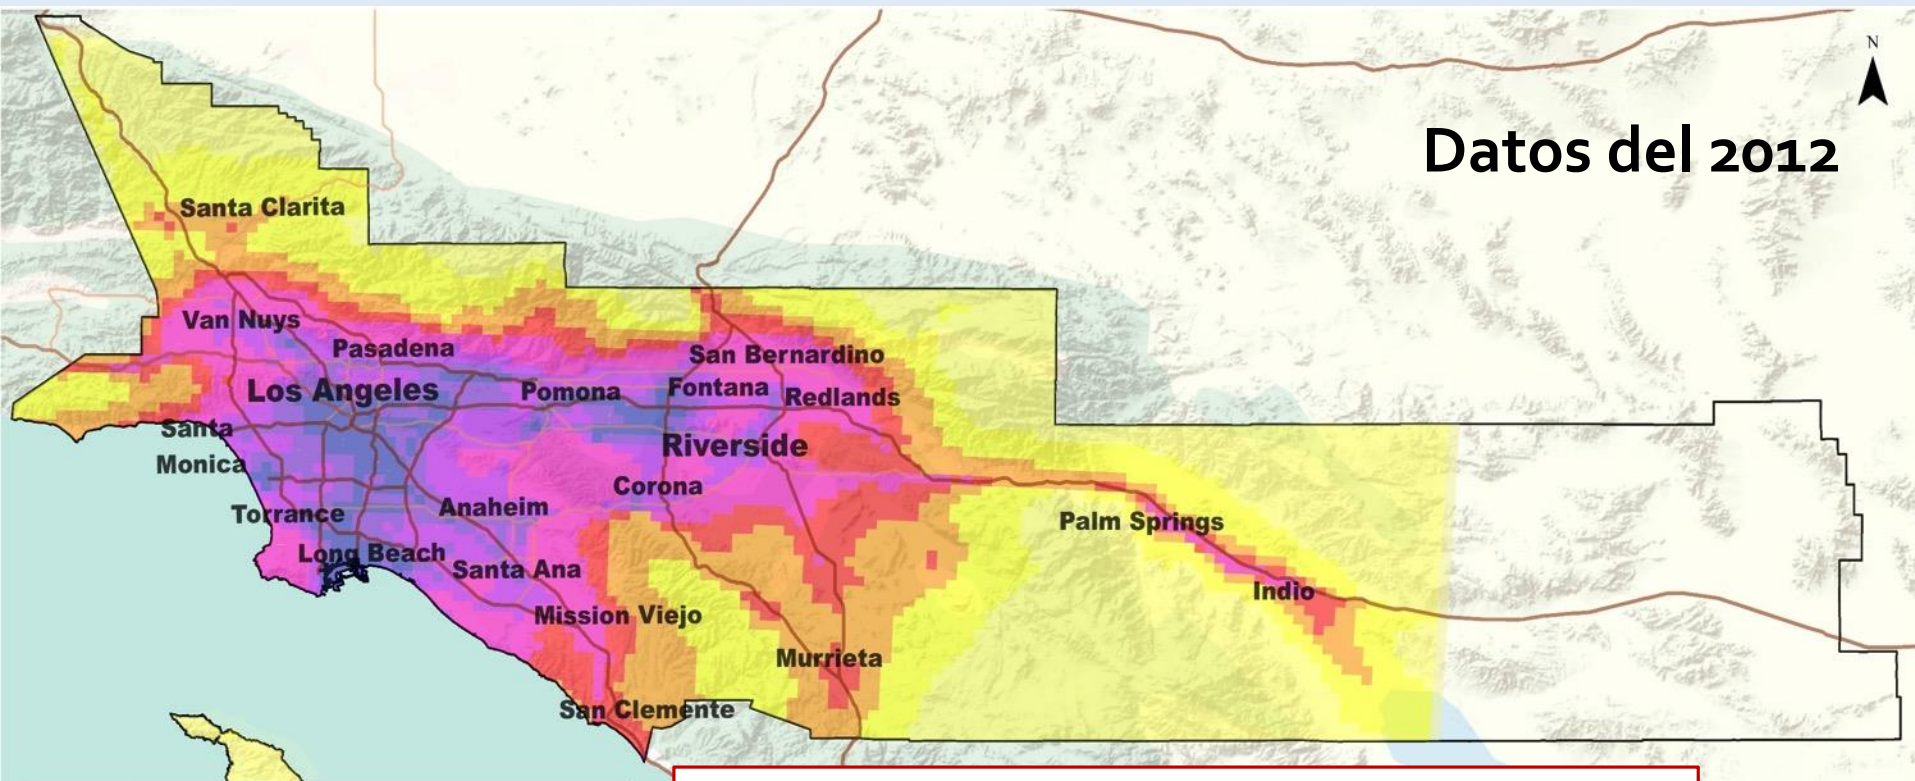 N
Datos del 2012
Santa Clarita
Van Nuys
Pasadena
San Bernardino
Los Angeles
Pomona
Fontana
Redlands
Santa
Monica
Riverside
Corona
Torrance
Anaheim
Palm Springs
Long Beach
Santa Ana
Indio
Mission Viejo
Murrieta
San Clemente